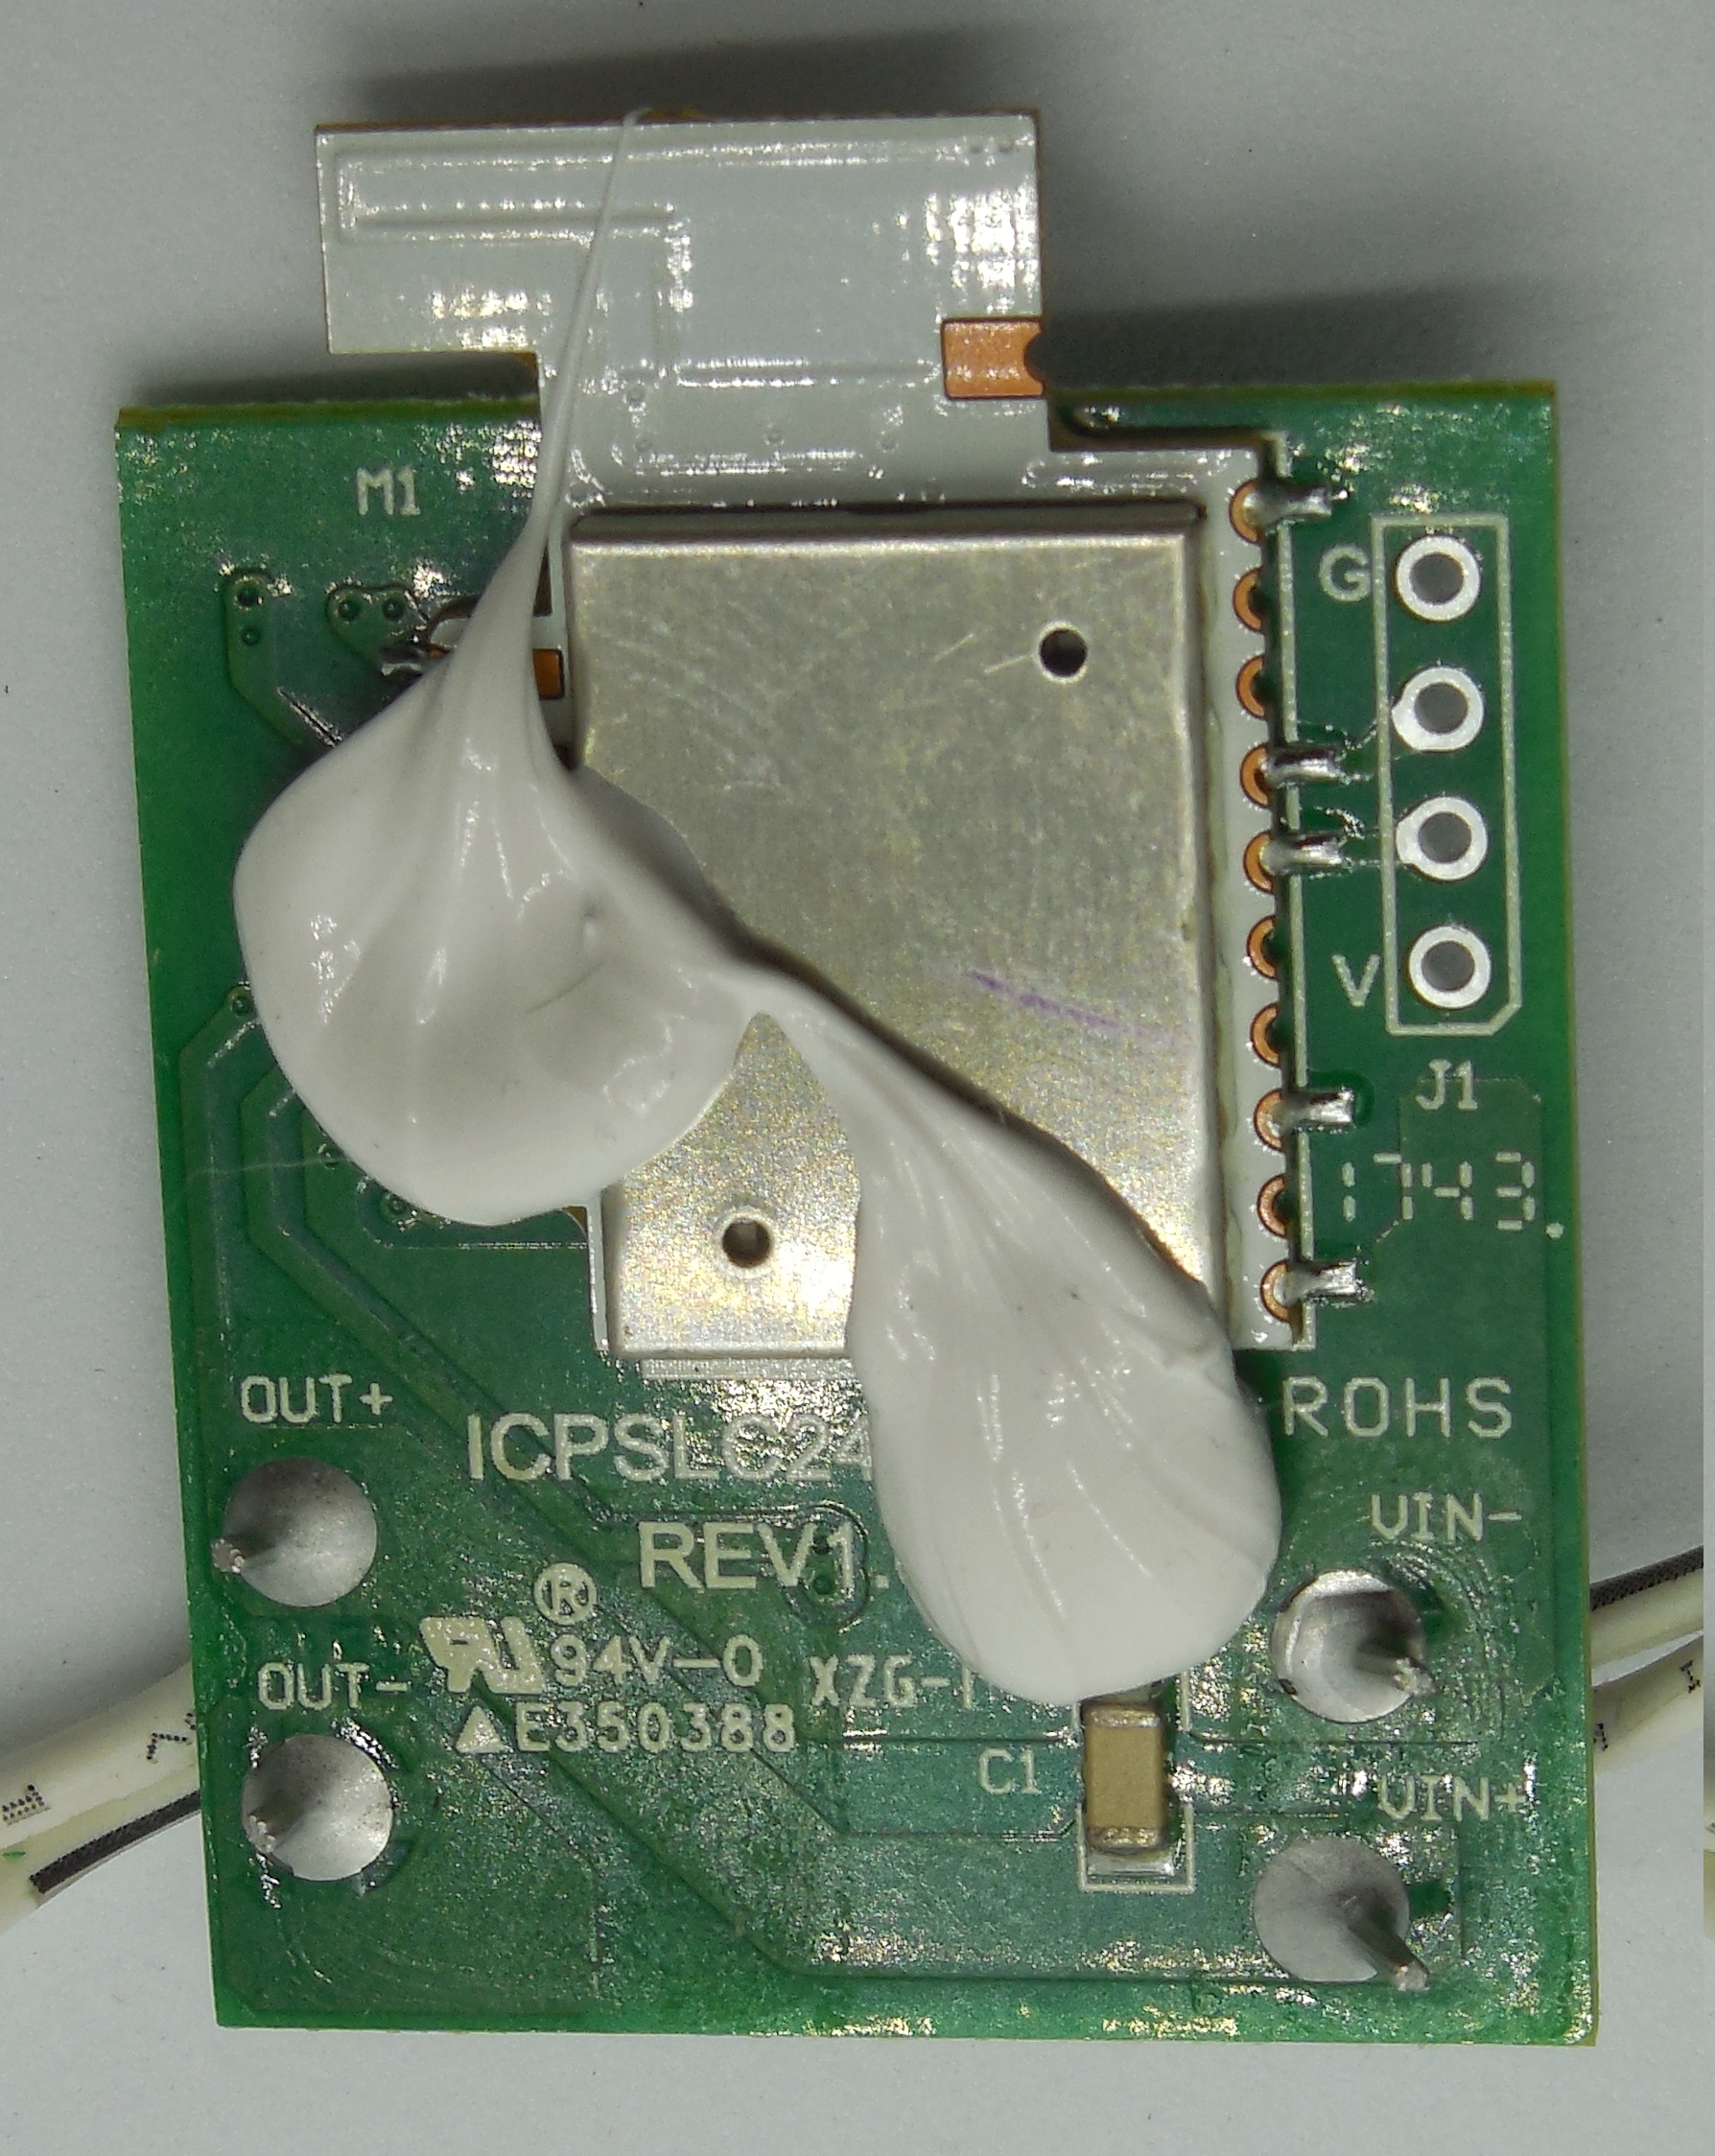 M1
G
V
J1
1743.
OUT+
ICPSLC24
ROHS
REV1.
VIN-
®
94V-0
OUT-
E350388
XZG-
C1
VIN+